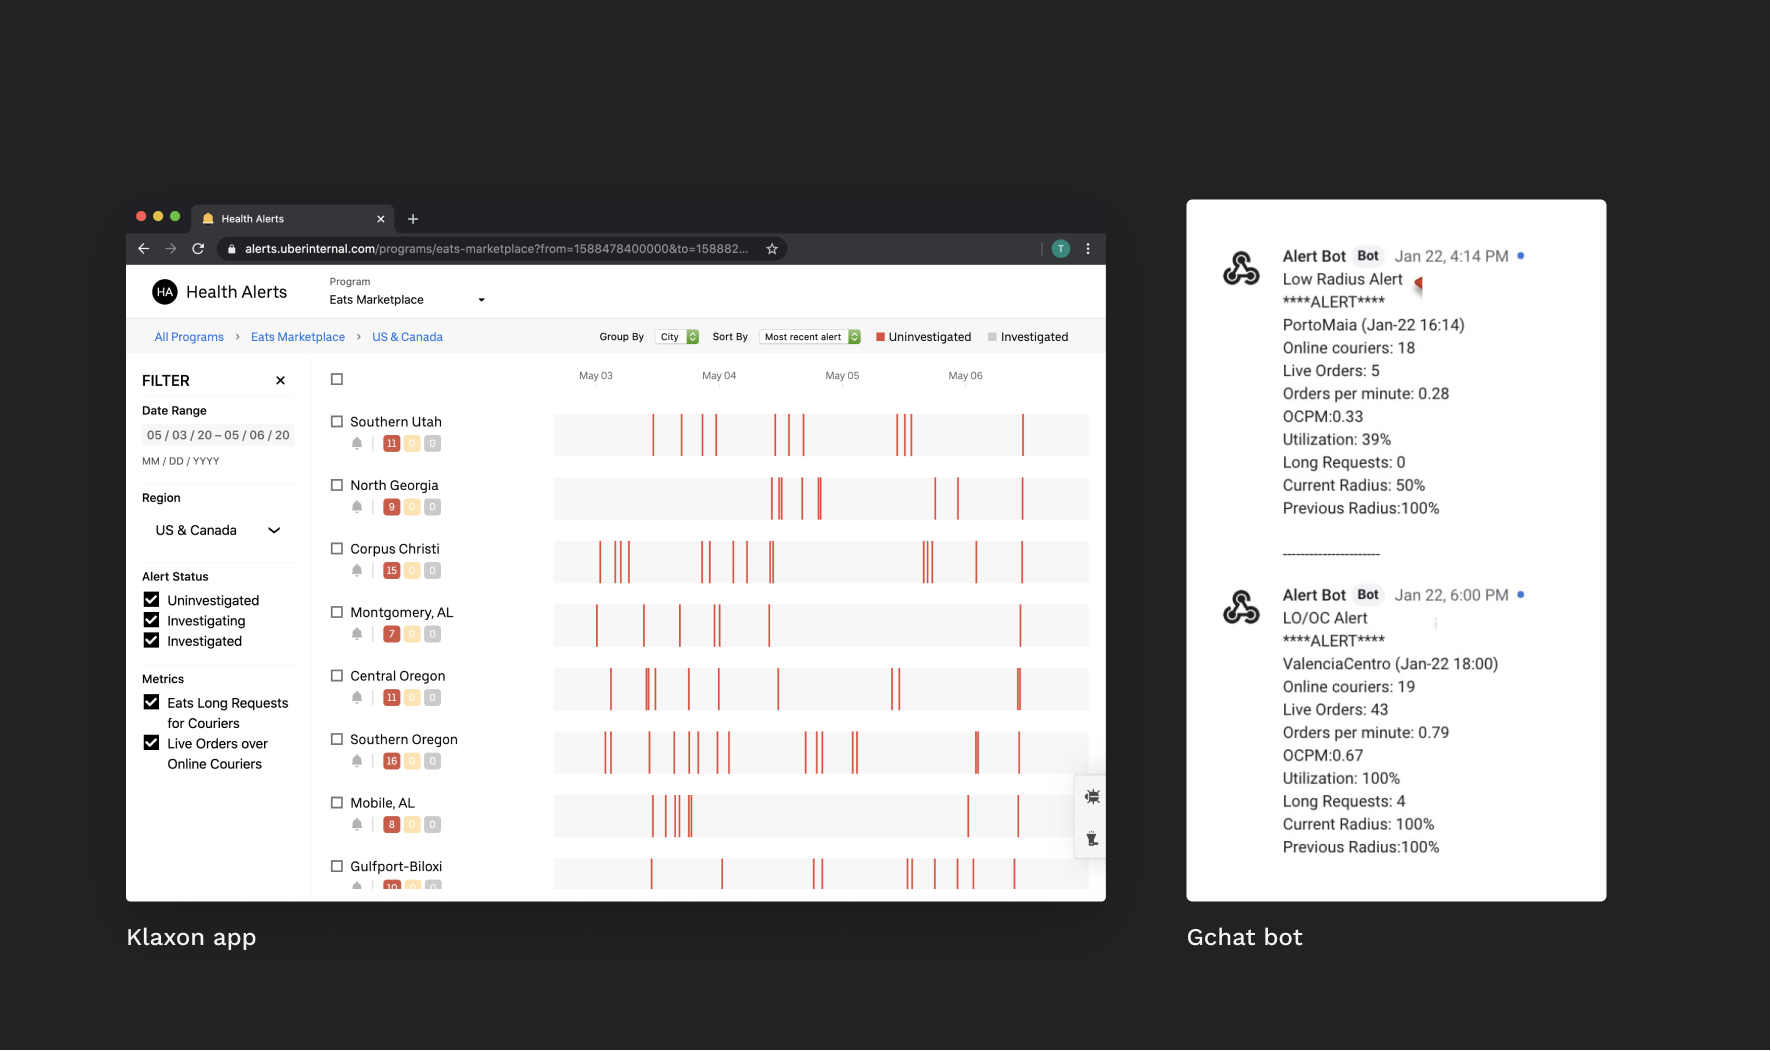 Health Alerts
alerts.uberinternal.com/programs/eats-marketplace?from=1588478400000&to=158882...
T
HA Health Alerts
Program
Eats Marketplace
All Programs > Eats Marketplace > US & Canada
Group By City Sort By Most recent alert Uninvestigated Investigated
FILTER
Date Range
05 / 03 / 20 – 05 / 06 / 20
MM / DD / YYYY
Region
US & Canada
Alert Status
Uninvestigated
Investigating
Investigated
Metrics
Eats Long Requests
for Couriers
Live Orders over
Online Couriers
May 03 May 04 May 05 May 06
Southern Utah
11 0 0
North Georgia
9 0 0
Corpus Christi
15 0 0
Montgomery, AL
7 0 0
Central Oregon
11 0 0
Southern Oregon
16 0 0
Mobile, AL
8 0 0
Gulfport-Biloxi
10 0 0
Klaxon app
Alert Bot Bot Jan 22, 4:14 PM
Low Radius Alert
****ALERT****
PortoMaia (Jan-22 16:14)
Online couriers: 18
Live Orders: 5
Orders per minute: 0.28
OCPM:0.33
Utilization: 39%
Long Requests: 0
Current Radius: 50%
Previous Radius:100%
----------------------
Alert Bot Bot Jan 22, 6:00 PM
LO/OC Alert
****ALERT****
ValenciaCentro (Jan-22 18:00)
Online couriers: 19
Live Orders: 43
Orders per minute: 0.79
OCPM:0.67
Utilization: 100%
Long Requests: 4
Current Radius: 100%
Previous Radius:100%
Gchat bot